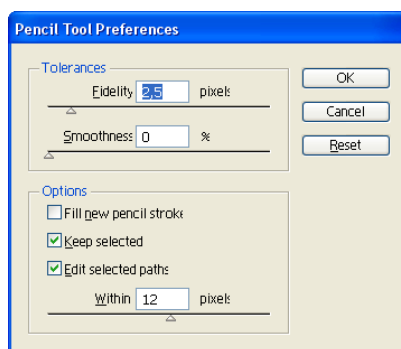 Pencil Tool Preferences
Tolerances
Fidelity 2,5 pixels
Smoothness 0 %
OK
Cancel
Reset
Options
Fill new pencil stroke
Keep selected
Edit selected paths
Within 12 pixels